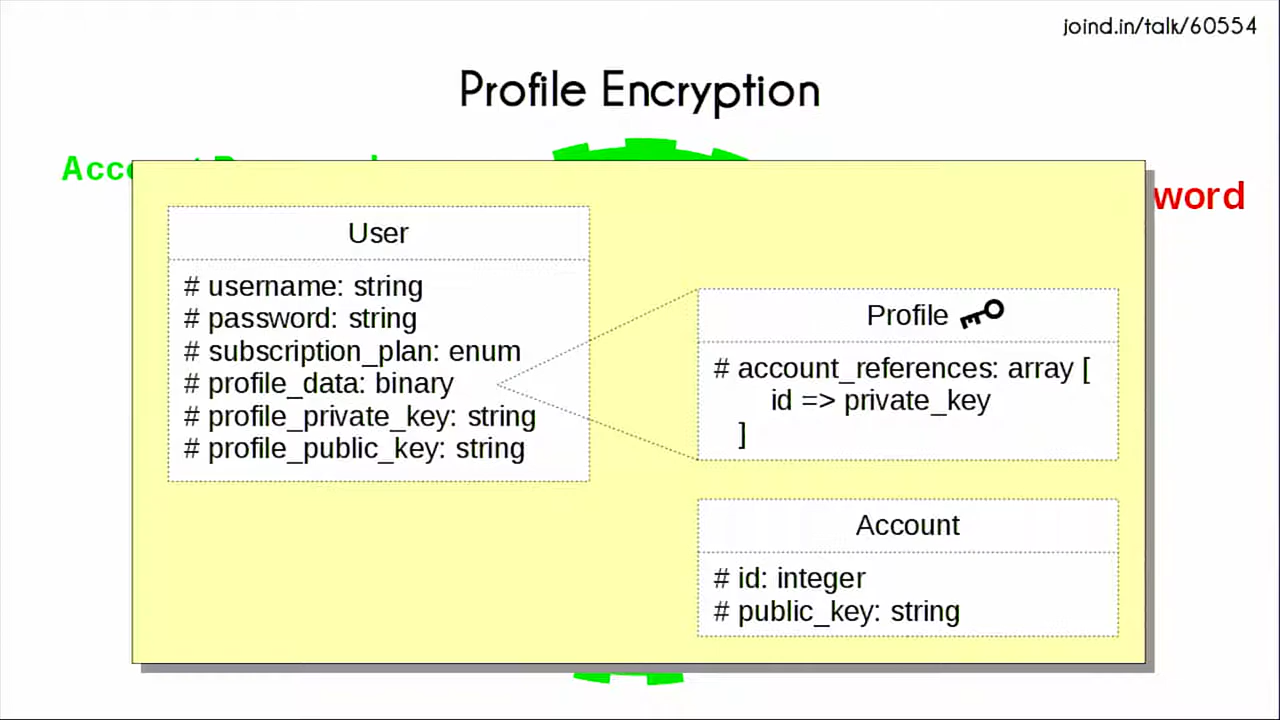 joind.in/talk/60554
Profile Encryption
word
User
# username: string
# password: string
# subscription_plan: enum
# profile_data: binary
# profile_private_key: string
# profile_public_key: string
Profile
# account_references: array [
id => private_key
]
Account
# id: integer
# public_key: string